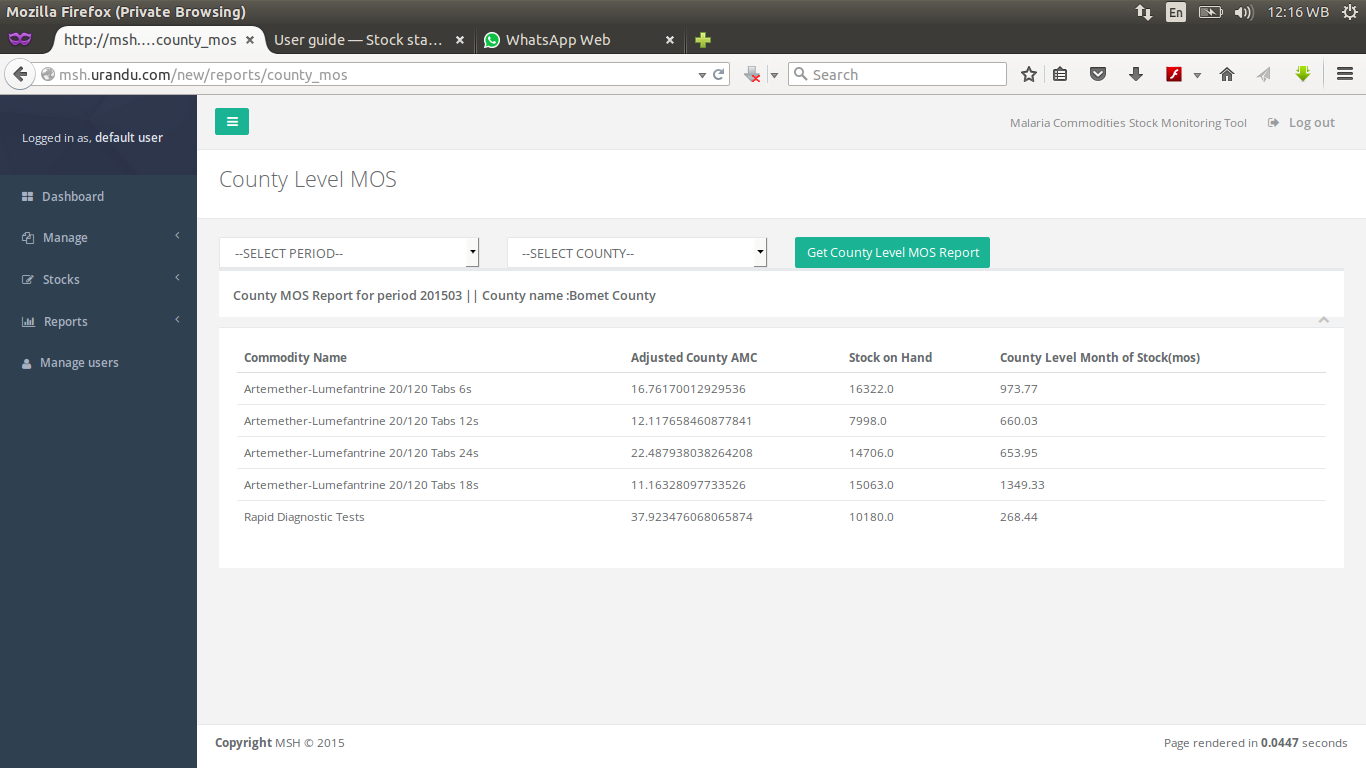 Mozilla Firefox (Private Browsing) En 12:16 WB
http://msh....county_mos × User guide — Stock sta... × WhatsApp Web ×
msh.urandu.com/new/reports/county_mos Search
Logged in as, default user
Malaria Commodities Stock Monitoring Tool Log out
County Level MOS
Dashboard
Manage
Stocks
Reports
Manage users
--SELECT PERIOD-- --SELECT COUNTY-- Get County Level MOS Report
County MOS Report for period 201503 || County name :Bomet County
Commodity Name Adjusted County AMC Stock on Hand County Level Month of Stock(mos)
Artemether-Lumefantrine 20/120 Tabs 6s 16.76170012929536 16322.0 973.77
Artemether-Lumefantrine 20/120 Tabs 12s 12.117658460877841 7998.0 660.03
Artemether-Lumefantrine 20/120 Tabs 24s 22.487938038264208 14706.0 653.95
Artemether-Lumefantrine 20/120 Tabs 18s 11.16328097733526 15063.0 1349.33
Rapid Diagnostic Tests 37.923476068065874 10180.0 268.44
Copyright MSH © 2015 Page rendered in 0.0447 seconds